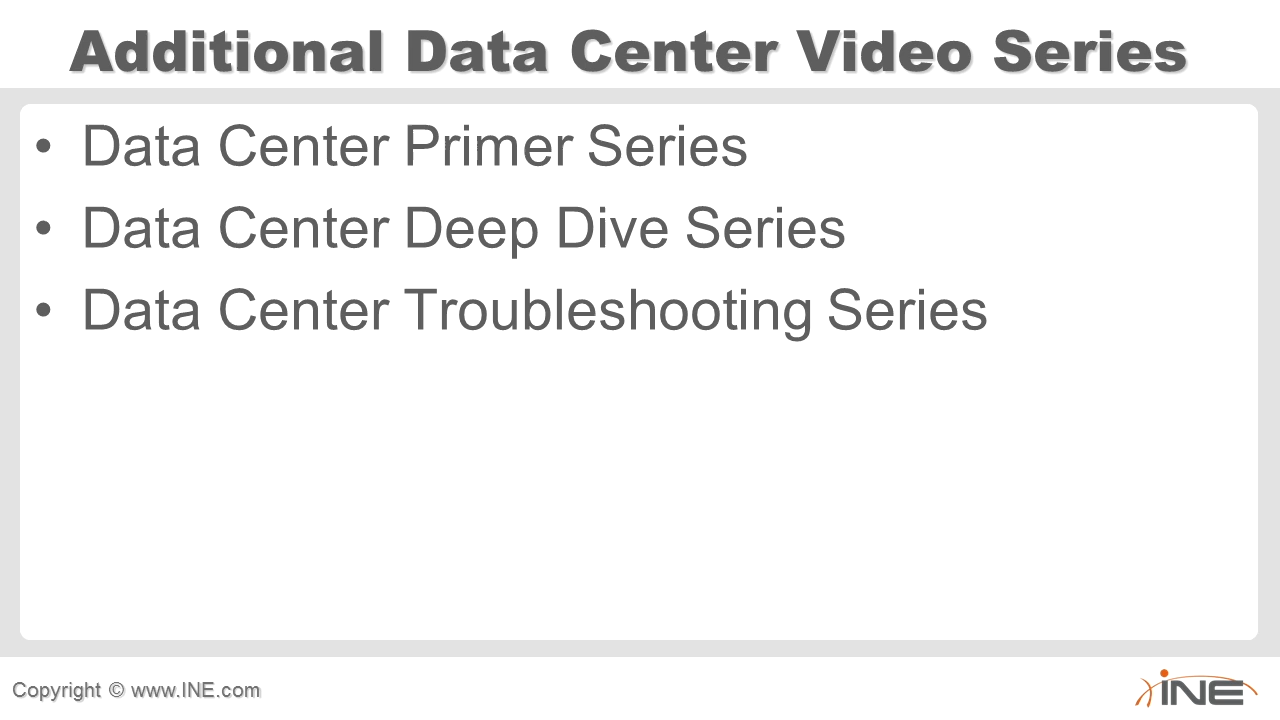 Additional Data Center Video Series
• Data Center Primer Series
• Data Center Deep Dive Series
• Data Center Troubleshooting Series
Copyright © www.INE.com
INE